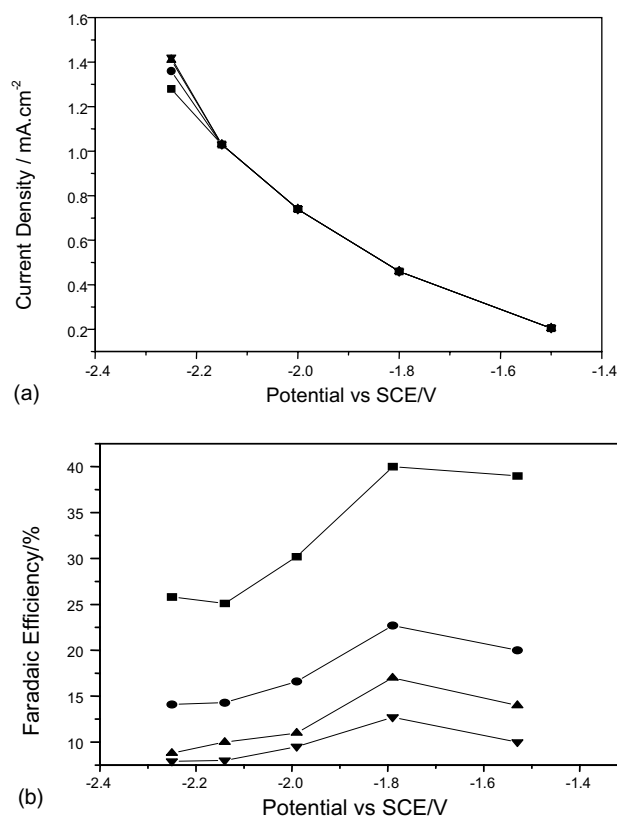 1.6
1.4
1.2
1.0
0.8
0.6
0.4
0.2
Current Density / mA.cm-2
-2.4 -2.2 -2.0 -1.8 -1.6 -1.4
Potential vs SCE/V
(a)
40
35
30
25
20
15
10
Faradaic Efficiency/%
-2.4 -2.2 -2.0 -1.8 -1.6 -1.4
Potential vs SCE/V
(b)